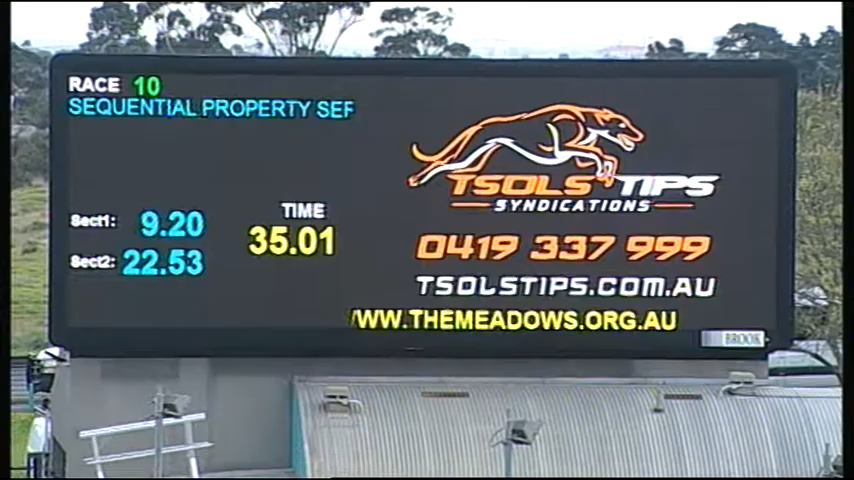 RACE 10
SEQUENTIAL PROPERTY SER
Sect1: 9.20
Sect2: 22.53
TIME
35.01
TSOLS TIPS
SYNDICATIONS
0419 337 999
TSOLSTIPS.COM.AU
WWW.THEMEADOWS.ORG.AU
BROOK